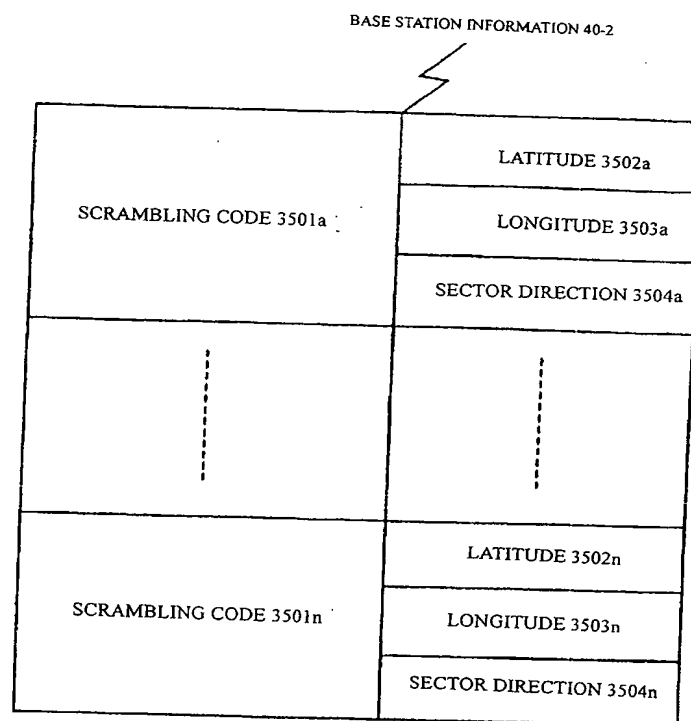 BASE STATION INFORMATION 40-2
SCRAMBLING CODE 3501a
LATITUDE 3502a
LONGITUDE 3503a
SECTOR DIRECTION 3504a
SCRAMBLING CODE 3501n
LATITUDE 3502n
LONGITUDE 3503n
SECTOR DIRECTION 3504n